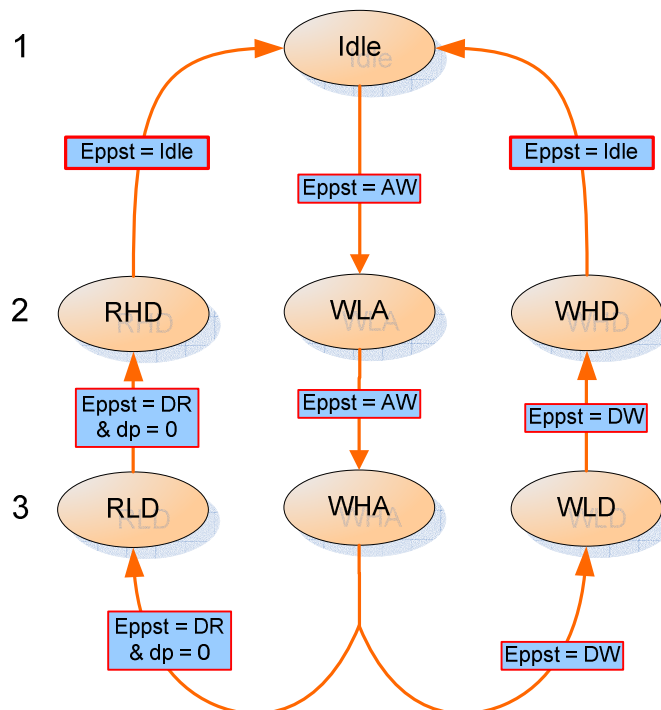 1
Idle
Eppst = Idle
Eppst = AW
Eppst = Idle
2
RHD
WLA
WHD
Eppst = DR
& dp = 0
Eppst = AW
Eppst = DW
3
RLD
WHA
WLD
Eppst = DR
& dp = 0
Eppst = DW